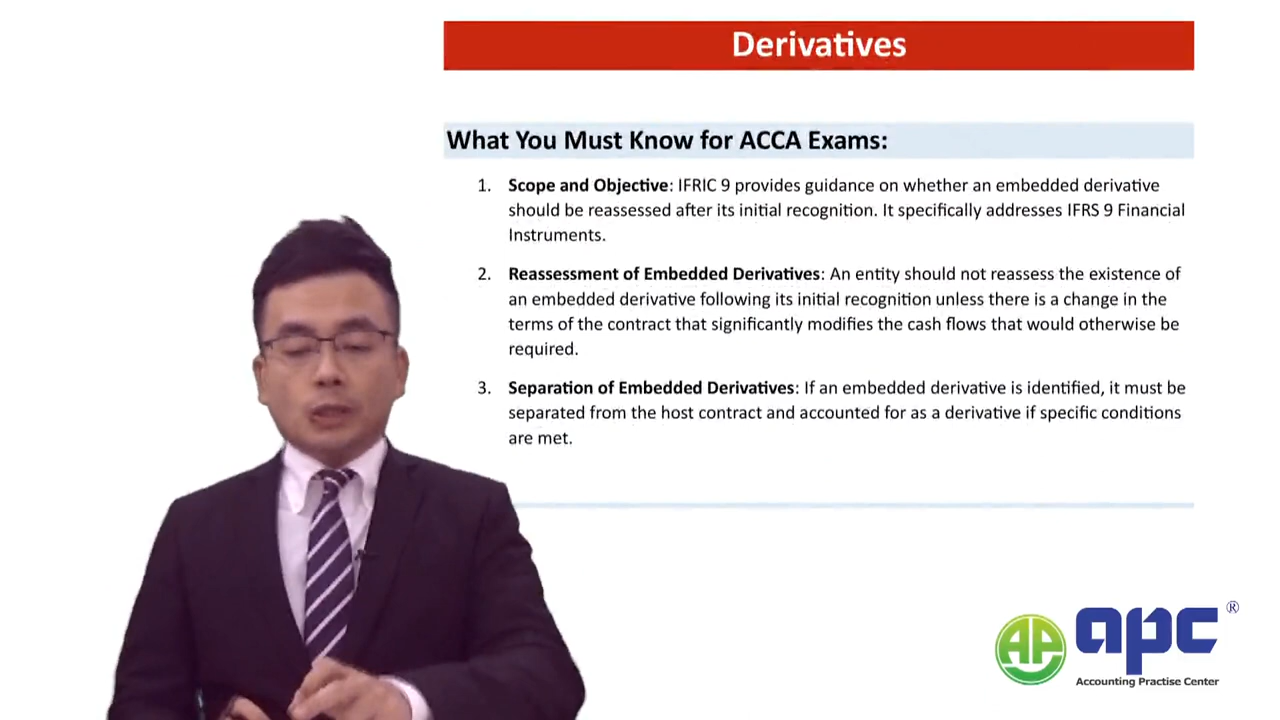 Derivatives
What You Must Know for ACCA Exams:
1. Scope and Objective: IFRIC 9 provides guidance on whether an embedded derivative
should be reassessed after its initial recognition. It specifically addresses IFRS 9 Financial
Instruments.
2. Reassessment of Embedded Derivatives: An entity should not reassess the existence of
an embedded derivative following its initial recognition unless there is a change in the
terms of the contract that significantly modifies the cash flows that would otherwise be
required.
3. Separation of Embedded Derivatives: If an embedded derivative is identified, it must be
separated from the host contract and accounted for as a derivative if specific conditions
are met.
AP apc ®
Accounting Practise Center